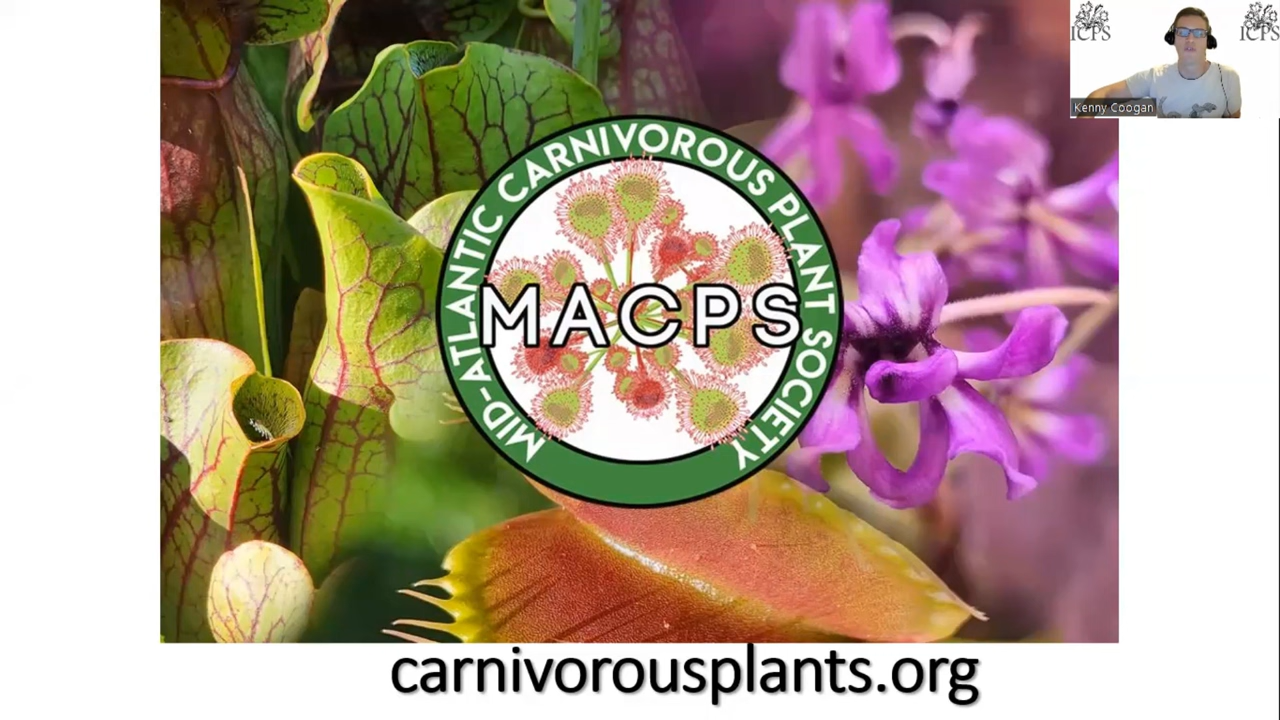 ICPS
ICPS
Kenny Coogan
MID-ATLANTIC CARNIVOROUS PLANT SOCIETY
MACPS
carnivorousplants.org